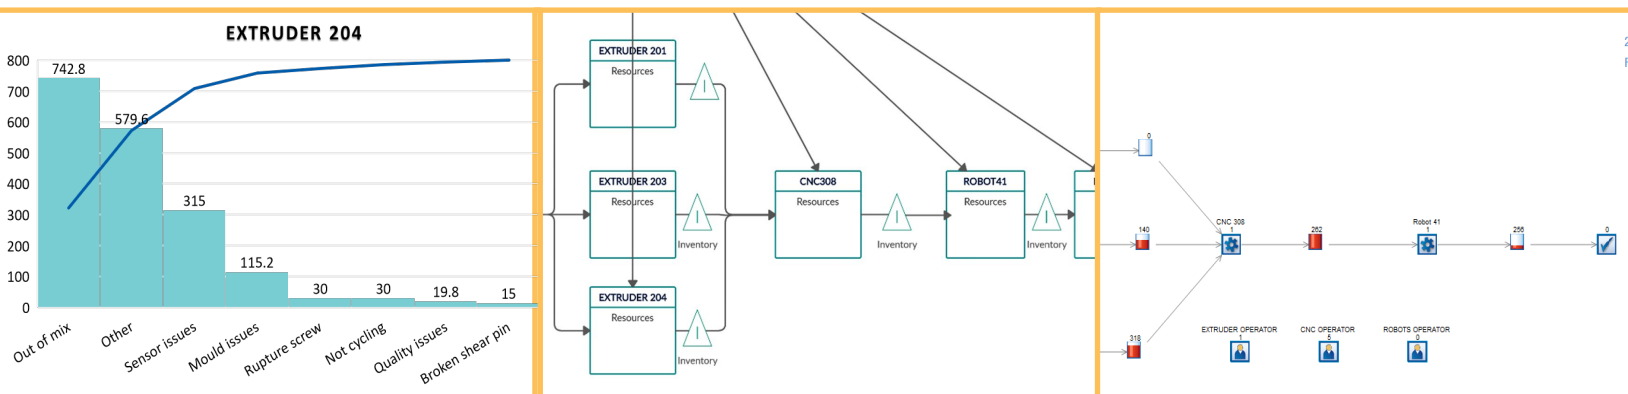 EXTRUDER 204
800
700
600
500
400
300
200
100
0
742.8
579.6
315
115.2
30
30
19.8
15
Out of mix
Other
Sensor issues
Mould issues
Rupture screw
Not cycling
Quality issues
Broken shear pin
EXTRUDER 201
Resources
EXTRUDER 203
Resources
Inventory
EXTRUDER 204
Resources
Inventory
CNC308
Resources
Inventory
ROBOT41
Resources
Inventory
0
140
318
CNC 308
1
262
Robot 41
1
256
0
EXTRUDER OPERATOR
1
CNC OPERATOR
ROBOTS OPERATOR
0